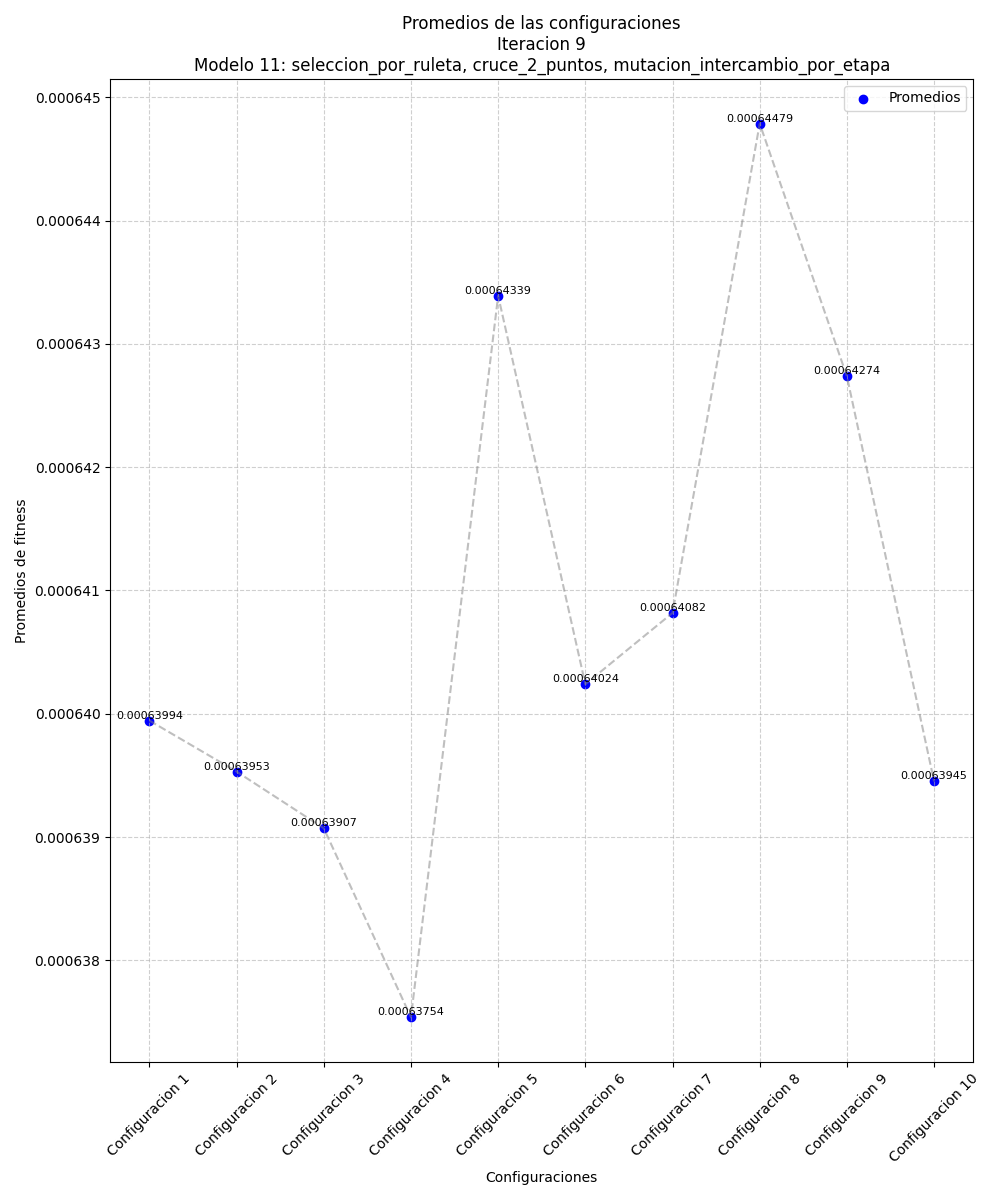 Promedios de las configuraciones
Iteracion 9
Modelo 11: seleccion_por_ruleta, cruce_2_puntos, mutacion_intercambio_por_etapa
Promedios
0.000645
0.000644
0.000643
0.000642
0.000641
0.000640
0.000639
0.000638
Promedios de fitness
0.00063994
0.00063953
0.00063907
0.00063754
0.00064339
0.00064024
0.00064082
0.00064479
0.00064274
0.00063945
Configuracion 1
Configuracion 2
Configuracion 3
Configuracion 4
Configuracion 5
Configuracion 6
Configuracion 7
Configuracion 8
Configuracion 9
Configuracion 10
Configuraciones